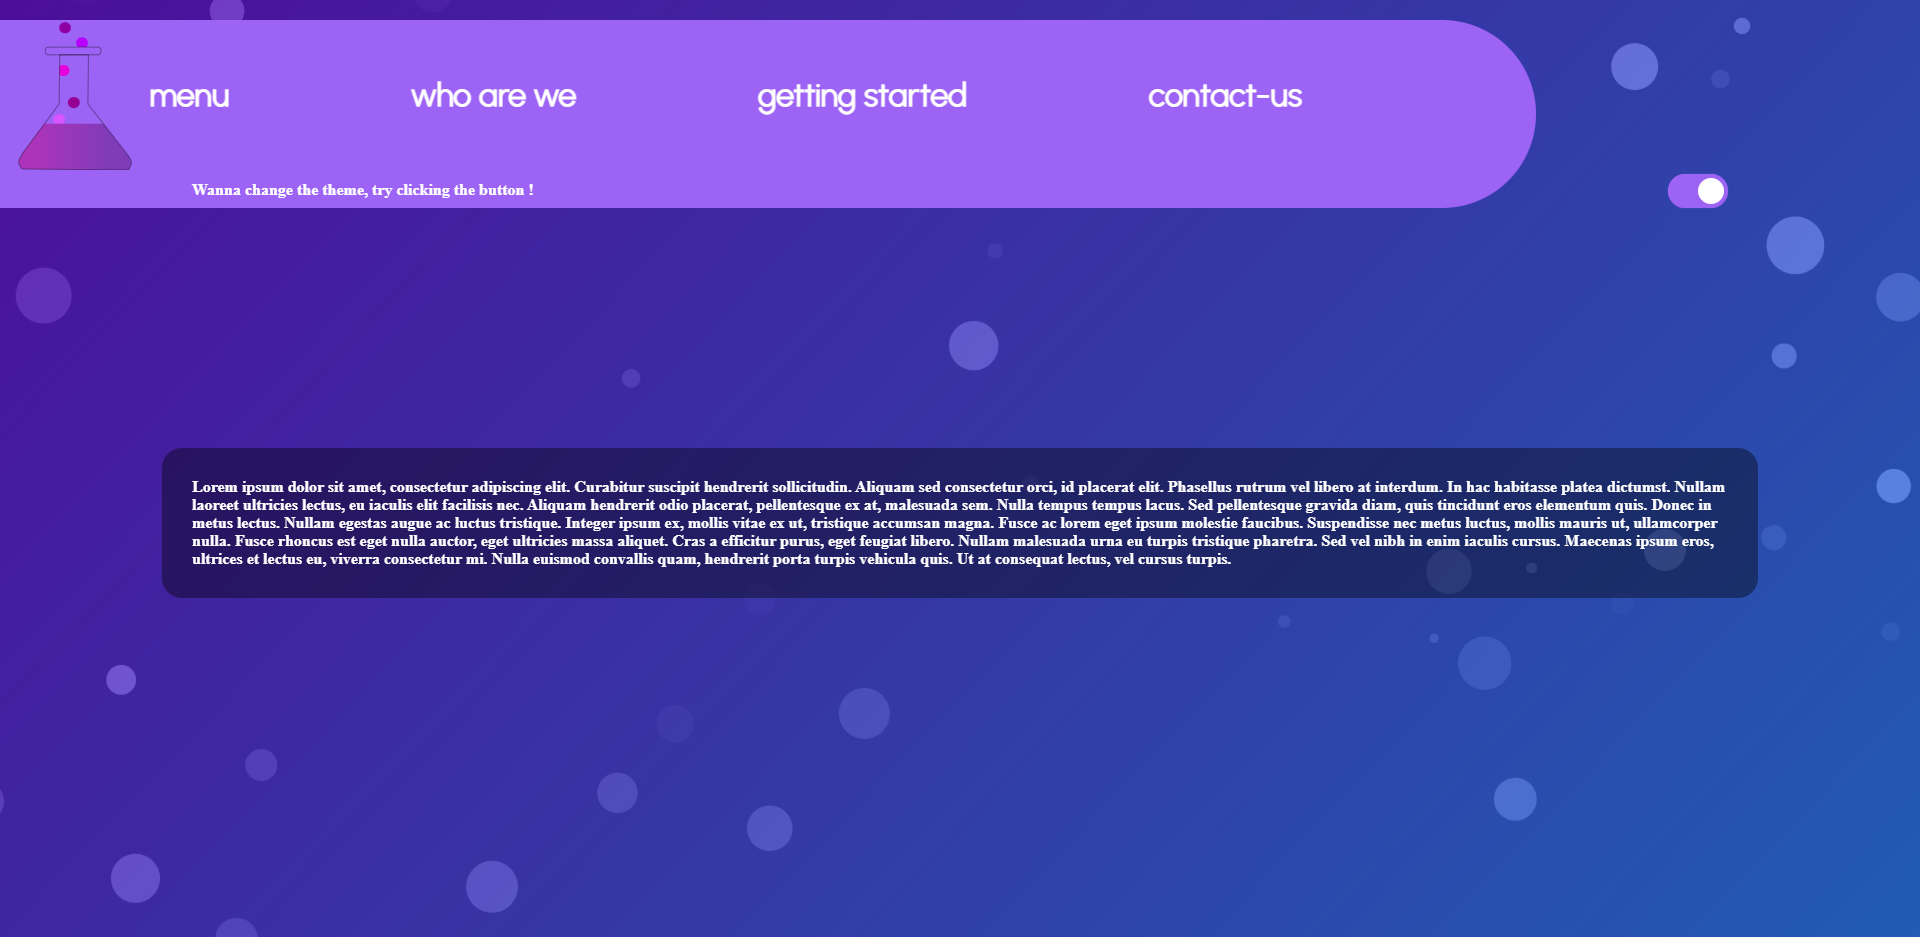 menu
who are we
getting started
contact-us
Wanna change the theme, try clicking the button !
Lorem ipsum dolor sit amet, consectetur adipiscing elit. Curabitur suscipit hendrerit sollicitudin. Aliquam sed consectetur orci, id placerat elit. Phasellus rutrum vel libero at interdum. In hac habitasse platea dictumst. Nullam
laoreet ultricies lectus, eu iaculis elit facilisis nec. Aliquam hendrerit odio placerat, pellentesque ex at, malesuada sem. Nulla tempus tempus lacus. Sed pellentesque gravida diam, quis tincidunt eros elementum quis. Donec in
metus lectus. Nullam egestas augue ac luctus tristique. Integer ipsum ex, mollis vitae ex ut, tristique accumsan magna. Fusce ac lorem eget ipsum molestie faucibus. Suspendisse nec metus luctus, mollis mauris ut, ullamcorper
nulla. Fusce rhoncus est eget nulla auctor, eget ultricies massa aliquet. Cras a efficitur purus, eget feugiat libero. Nullam malesuada urna eu turpis tristique pharetra. Sed vel nibh in enim iaculis cursus. Maecenas ipsum eros,
ultrices et lectus eu, viverra consectetur mi. Nulla euismod convallis quam, hendrerit porta turpis vehicula quis. Ut at consequat lectus, vel cursus turpis.